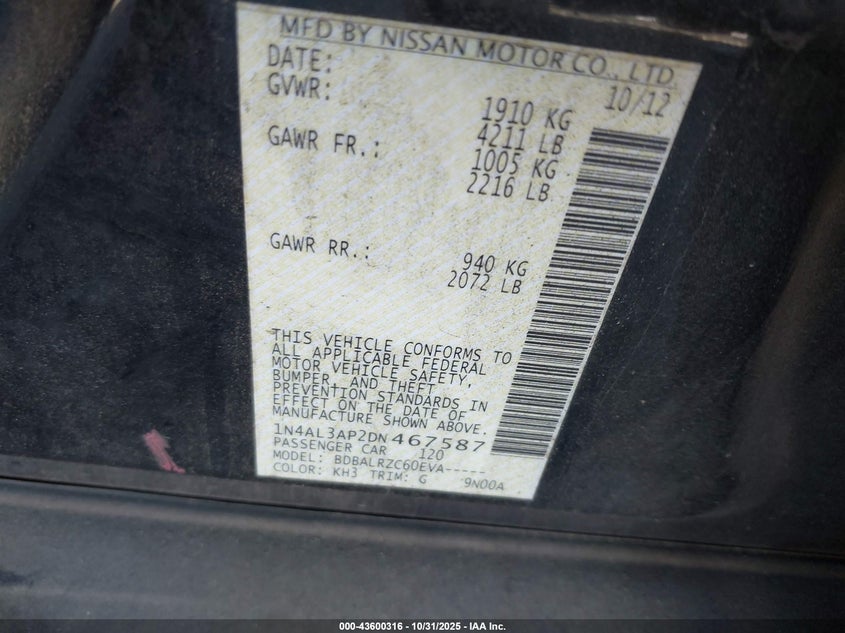 MFD BY NISSAN MOTOR CO., LTD.
DATE: 10/12
GVWR: 1910 KG
4211 LB
GAWR FR.: 1005 KG
2216 LB
GAWR RR.: 940 KG
2072 LB
THIS VEHICLE CONFORMS TO
ALL APPLICABLE FEDERAL
MOTOR VEHICLE SAFETY,
BUMPER, AND THEFT
PREVENTION STANDARDS IN
EFFECT ON THE DATE OF
MANUFACTURE SHOWN ABOVE.
1N4AL3AP2DN467587
PASSENGER CAR 120
MODEL: BDBALRZC60EVA-----
COLOR: KH3 TRIM: G 9N00A
000-43600316 - 10/31/2025 - IAA Inc.